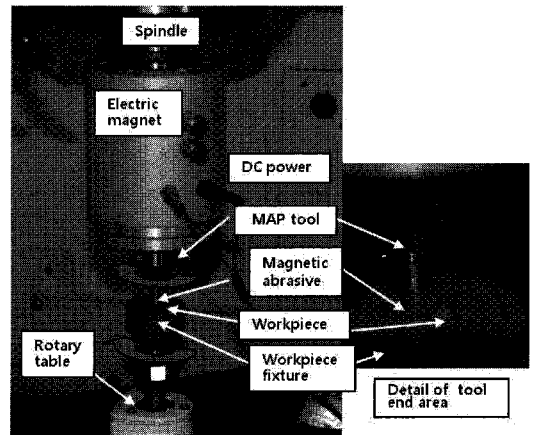 Spindle
Electric
magnet
DC power
MAP tool
Magnetic
abrasive
Workpiece
Workpiece
fixture
Rotary
table
Detail of tool
end area